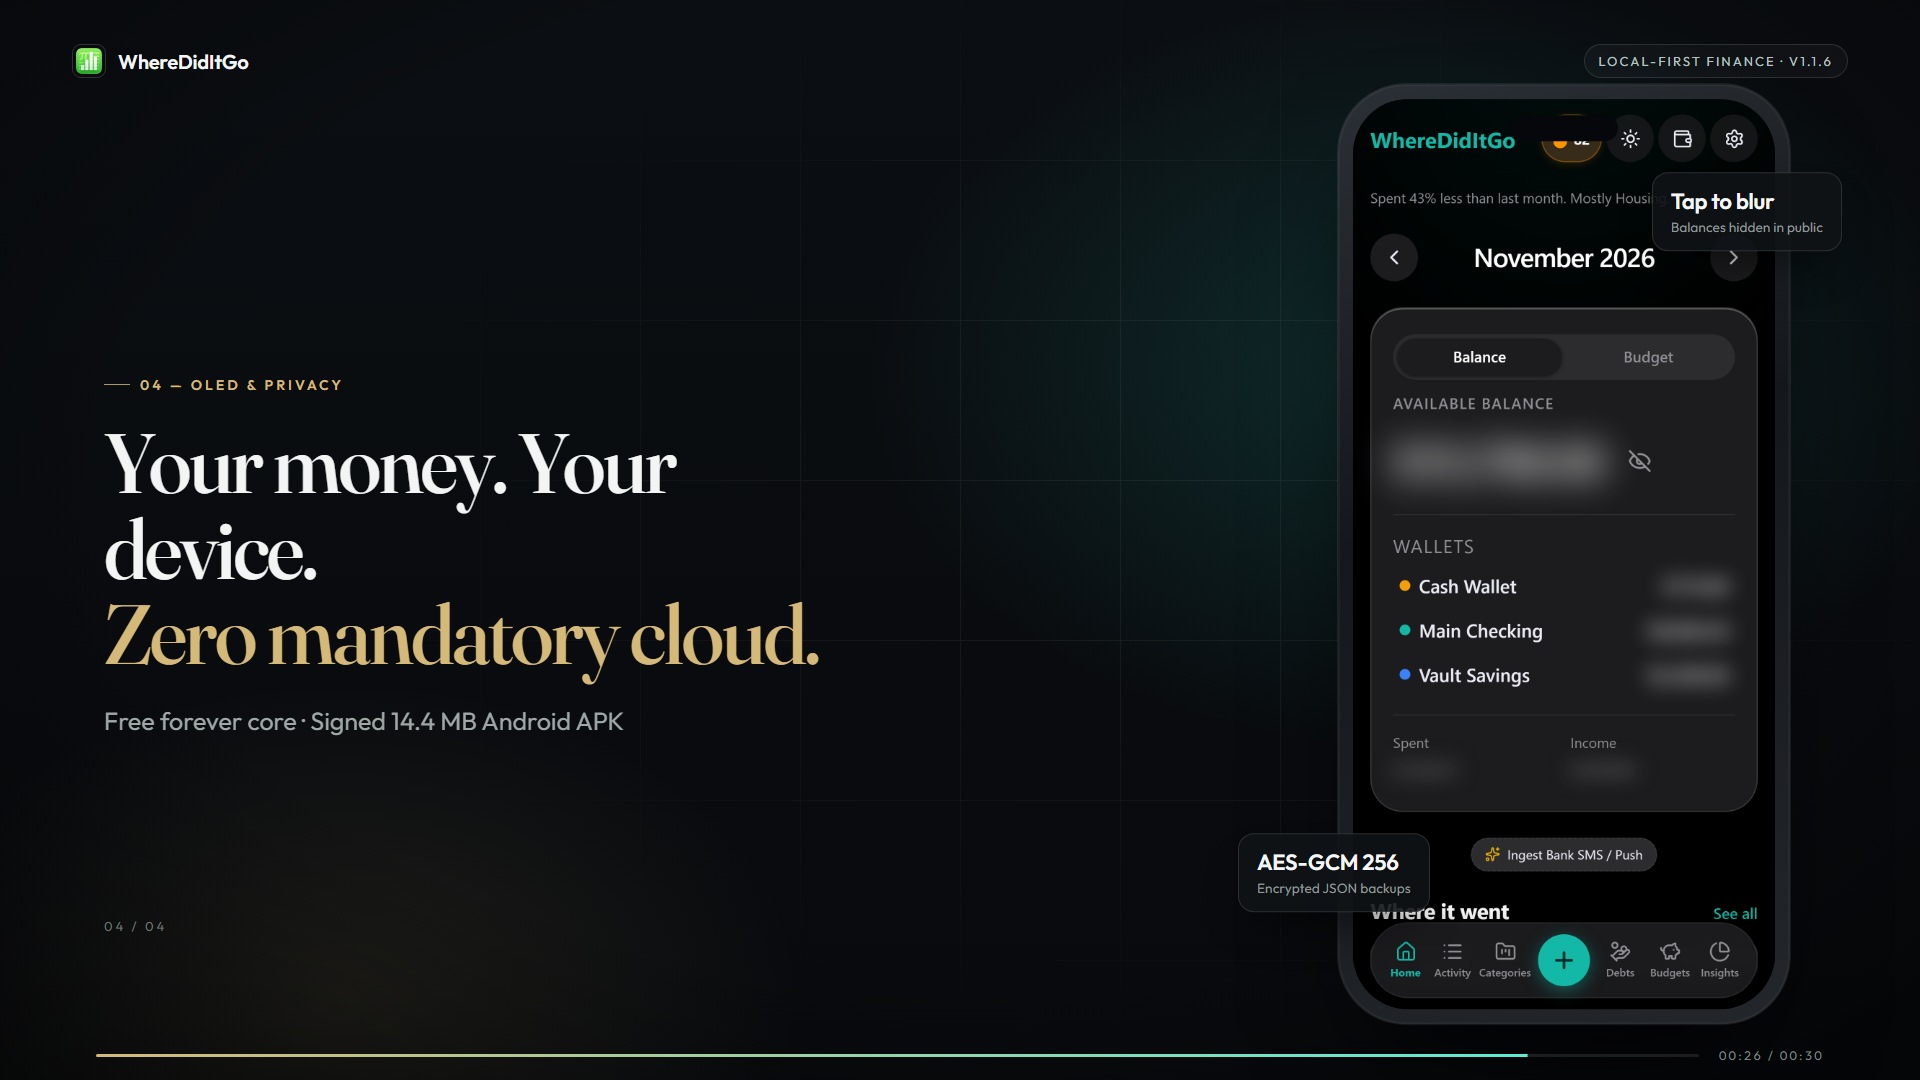 WhereDidItGo
LOCAL-FIRST FINANCE · V1.1.6
04 — OLED & PRIVACY
Your money. Your
device.
Zero mandatory cloud.
Free forever core · Signed 14.4 MB Android APK
04 / 04
WhereDidItGo
Spent 43% less than last month. Mostly Housing
Tap to blur
Balances hidden in public
November 2026
Balance
Budget
AVAILABLE BALANCE
WALLETS
Cash Wallet
Main Checking
Vault Savings
Spent
Income
AES-GCM 256
Encrypted JSON backups
Ingest Bank SMS / Push
Where it went
See all
Home
Activity
Categories
Debts
Budgets
Insights
00:26 / 00:30